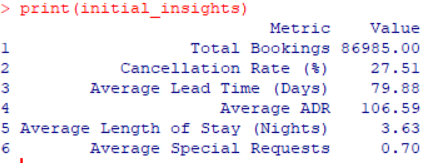 > print(initial_insights)
Metric Value
1 Total Bookings 86985.00
2 Cancellation Rate (%) 27.51
3 Average Lead Time (Days) 79.88
4 Average ADR 106.59
5 Average Length of Stay (Nights) 3.63
6 Average Special Requests 0.70